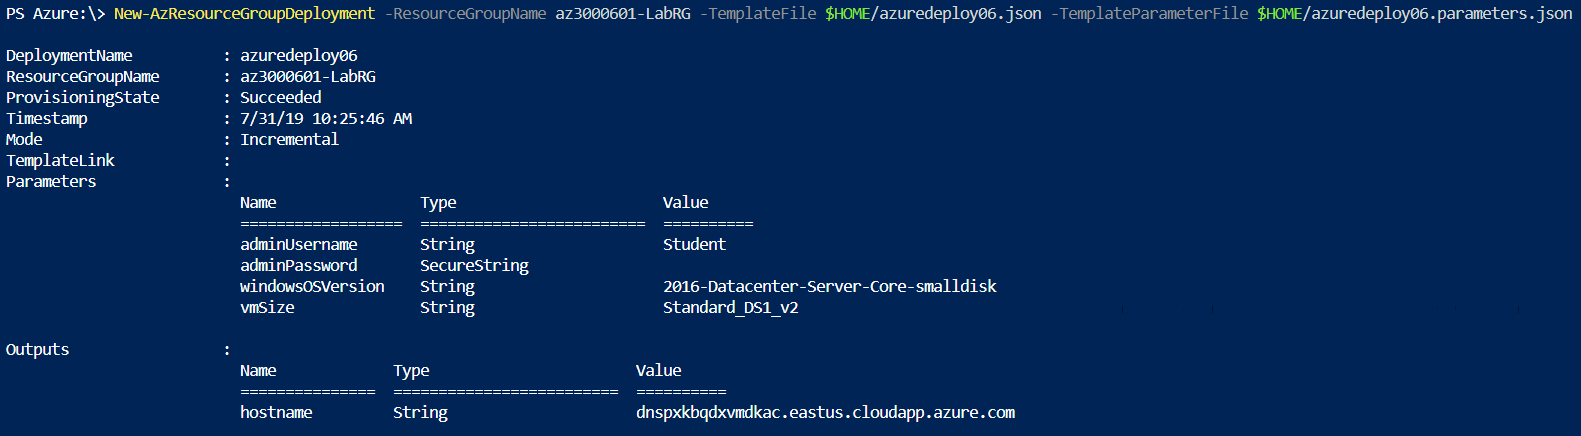 PS Azure:\> New-AzResourceGroupDeployment -ResourceGroupName az3000601-LabRG -TemplateFile $HOME/azuredeploy06.json -TemplateParameterFile $HOME/azuredeploy06.parameters.json
DeploymentName          : azuredeploy06
ResourceGroupName       : az3000601-LabRG
ProvisioningState       : Succeeded
Timestamp               : 7/31/19 10:25:46 AM
Mode                    : Incremental
TemplateLink            :
Parameters              :
                          Name                Type                       Value
                          ==================  =========================  ==========
                          adminUsername       String                     Student
                          adminPassword       SecureString
                          windowsOSVersion    String                     2016-Datacenter-Server-Core-smalldisk
                          vmSize              String                     Standard_DS1_v2
Outputs                 :
                          Name             Type                       Value
                          ===============  =========================  ==========
                          hostname         String                     dnspxkbqdxvmdkac.eastus.cloudapp.azure.com